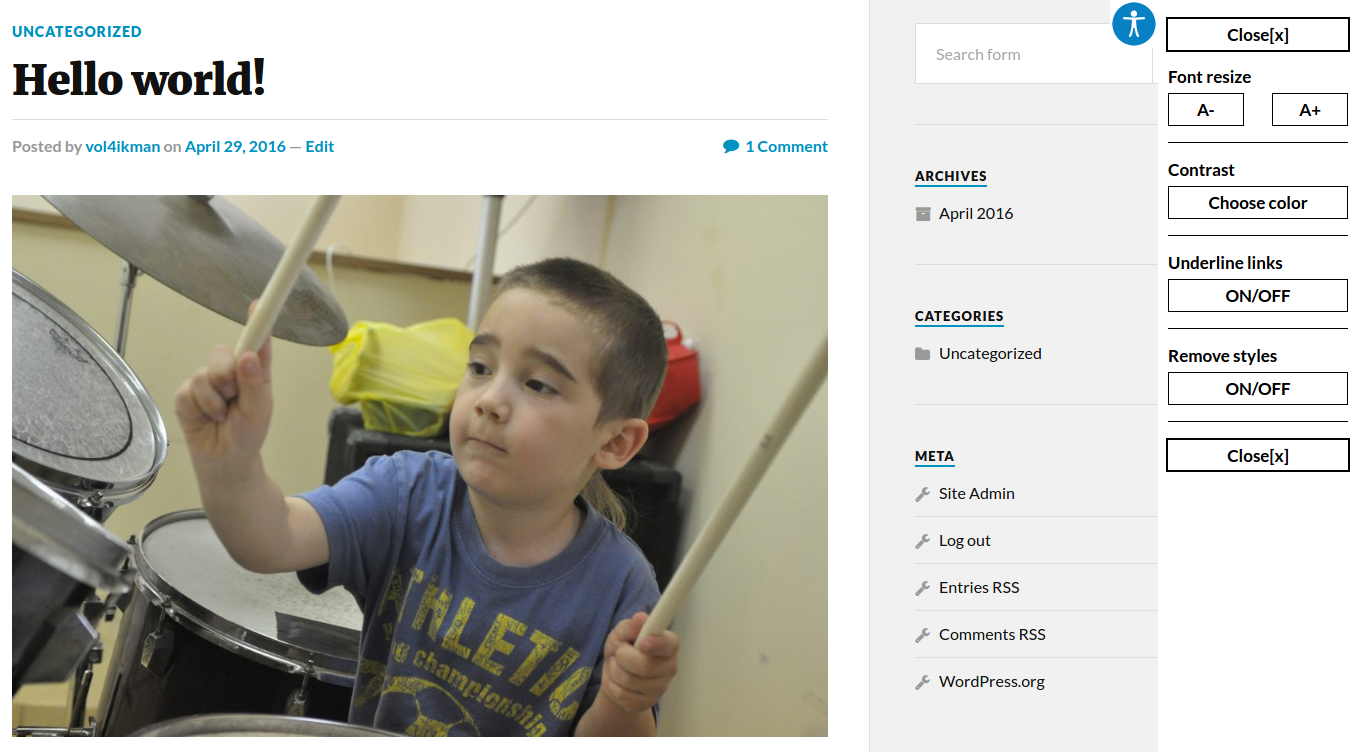 UNCATEGORIZED
Hello world!
Posted by vol4ikman on April 29, 2016 — Edit
1 Comment
ATHLETIC
championship
Search form
ARCHIVES
April 2016
CATEGORIES
Uncategorized
META
Site Admin
Log out
Entries RSS
Comments RSS
WordPress.org
Close[x]
Font resize
A- A+
Contrast
Choose color
Underline links
ON/OFF
Remove styles
ON/OFF
Close[x]